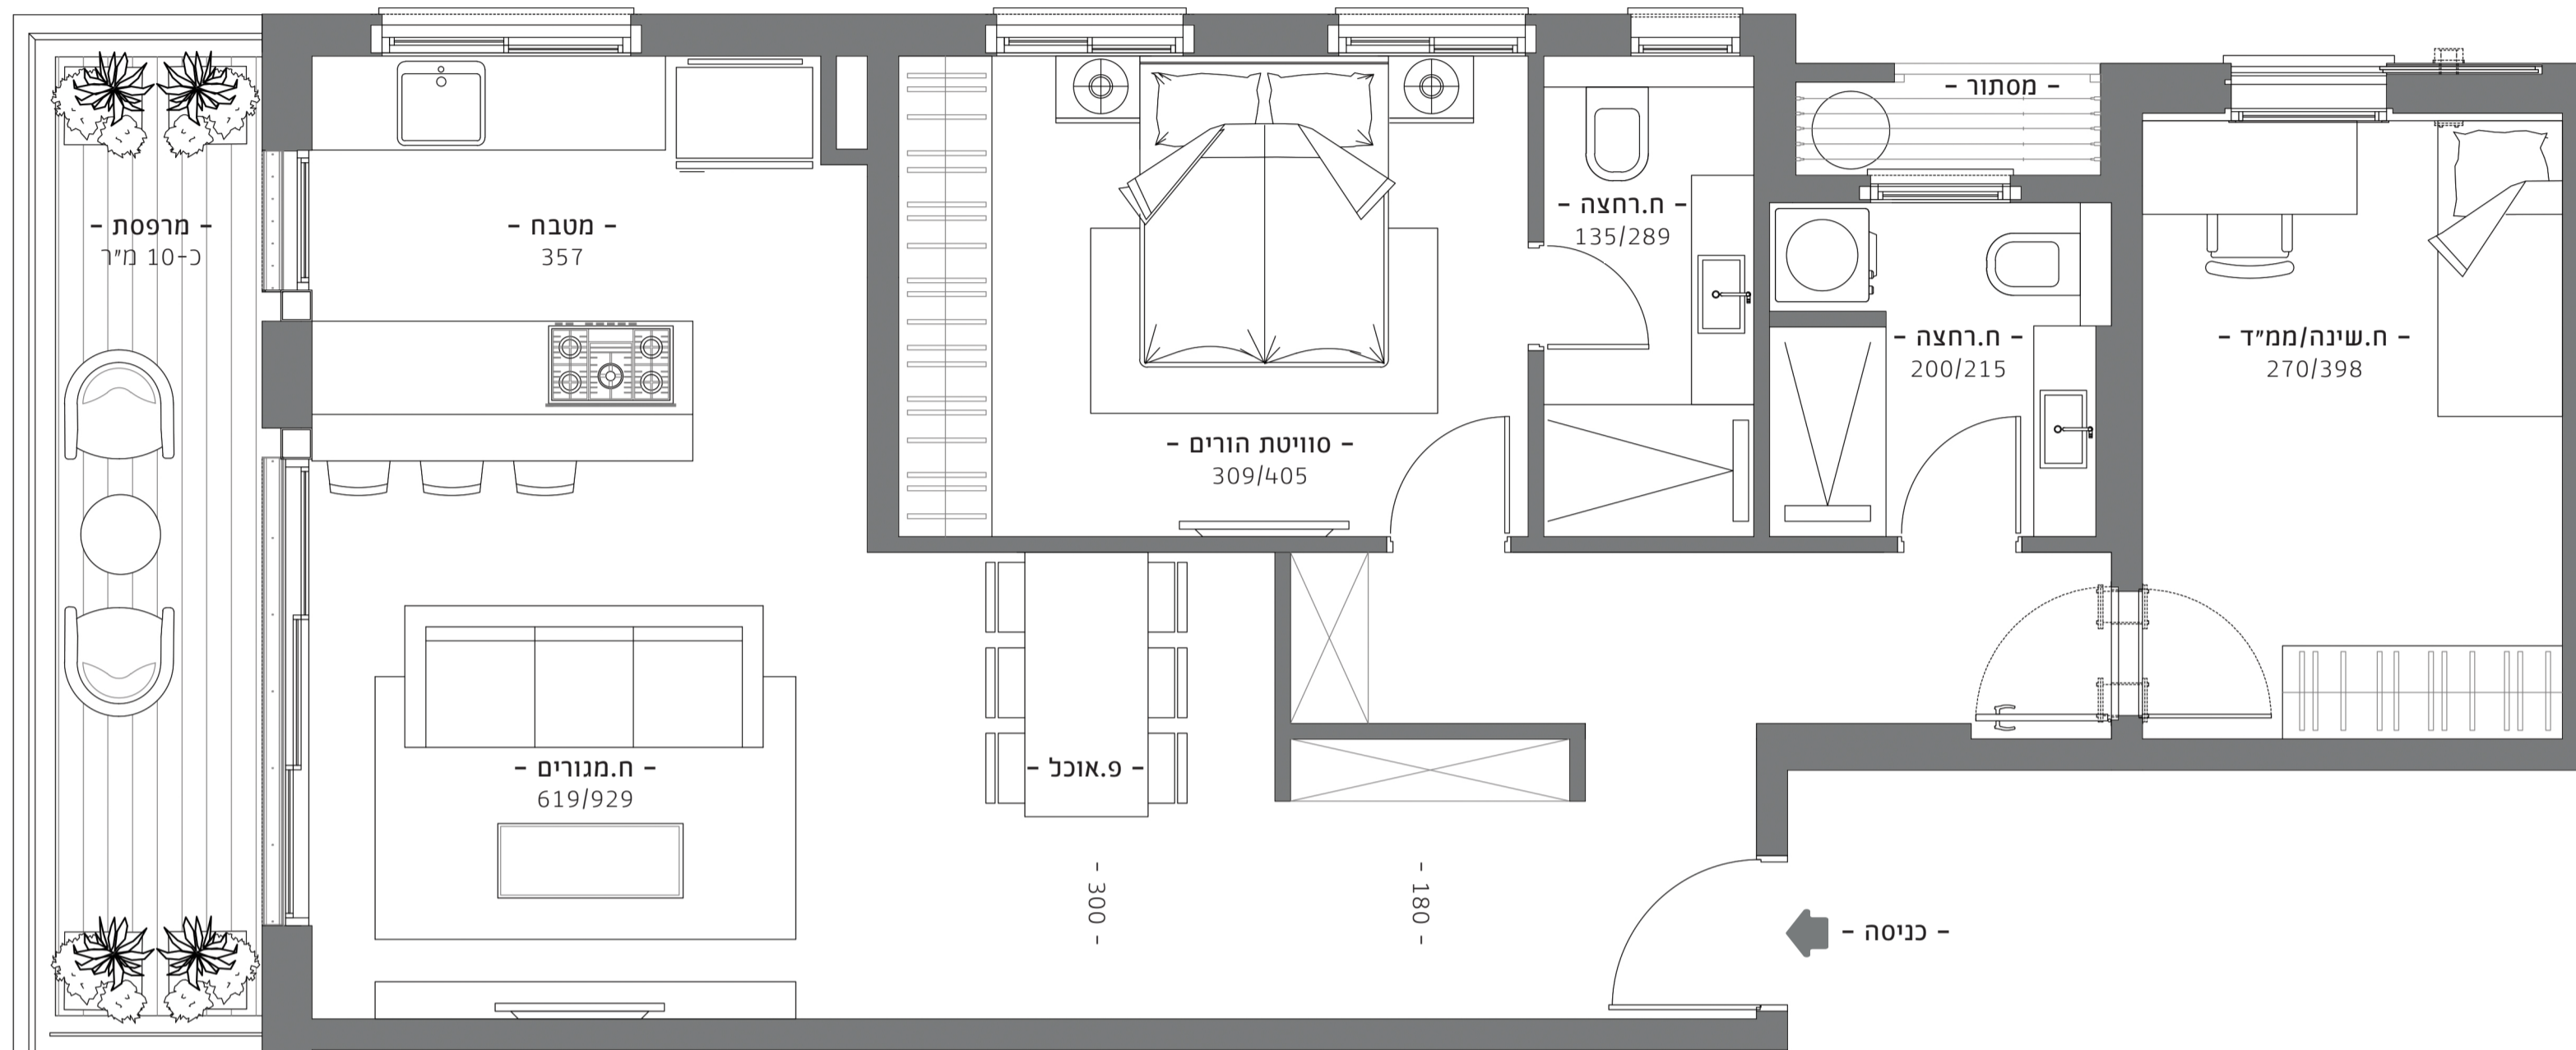 - מסתור -
- ח.רחצה -
135/289
- מרפסת -
כ-10 מ"ר
- מטבח -
357
- ח.רחצה -
200/215
- ח.שינה/ממ"ד -
270/398
- סוויטת הורים -
309/405
- ח.מגורים -
619/929
- פ.אוכל -
- 300 -
- 180 -
- כניסה -